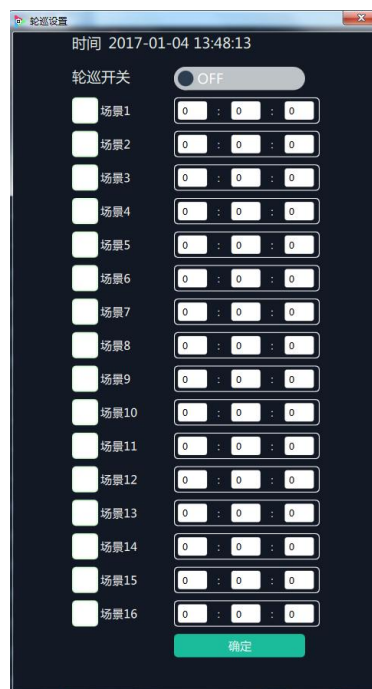 轮巡设置
时间 2017-01-04 13:48:13
轮巡开关 OFF
场景1 0 : 0 : 0
场景2 0 : 0 : 0
场景3 0 : 0 : 0
场景4 0 : 0 : 0
场景5 0 : 0 : 0
场景6 0 : 0 : 0
场景7 0 : 0 : 0
场景8 0 : 0 : 0
场景9 0 : 0 : 0
场景10 0 : 0 : 0
场景11 0 : 0 : 0
场景12 0 : 0 : 0
场景13 0 : 0 : 0
场景14 0 : 0 : 0
场景15 0 : 0 : 0
场景16 0 : 0 : 0
确定